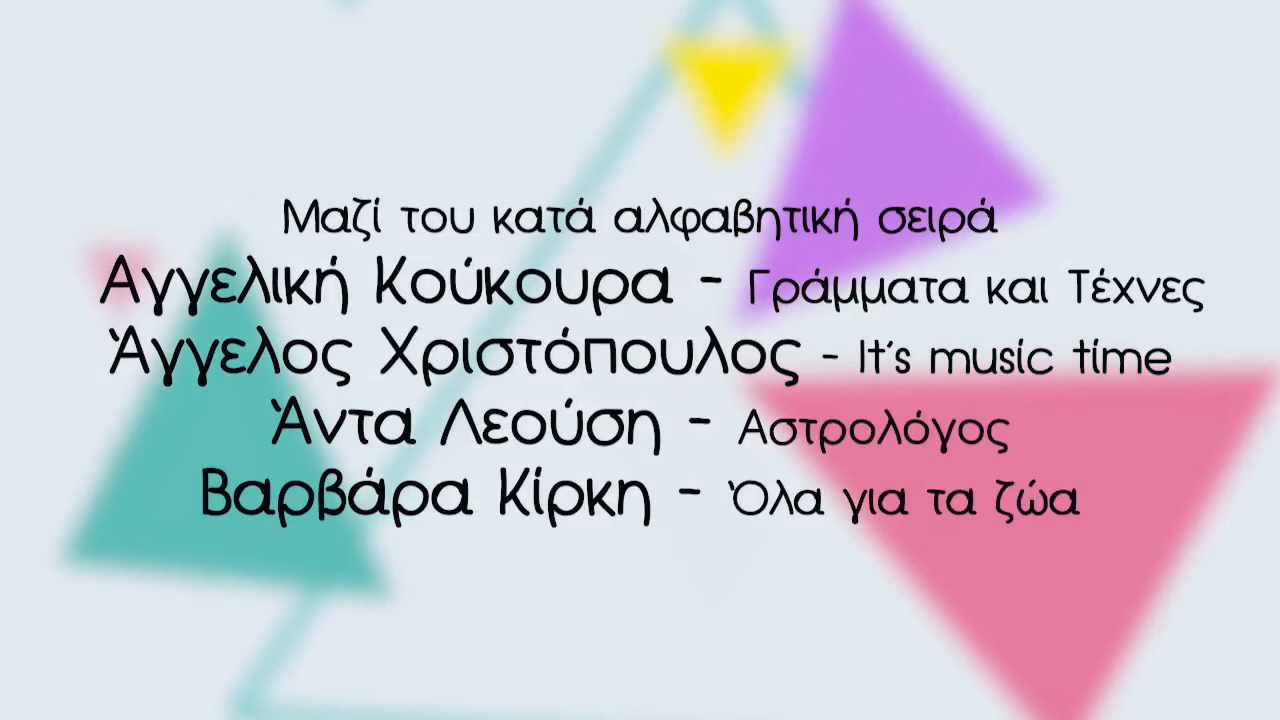 Μαζί του κατά αλφαβητική σειρά
Αγγελική Κούκουρα - Γράμματα και Τέχνες
Άγγελος Χριστόπουλος - It's music time
Άντα Λεούση - Αστρολόγος
Βαρβάρα Κίρκη - Όλα για τα ζώα